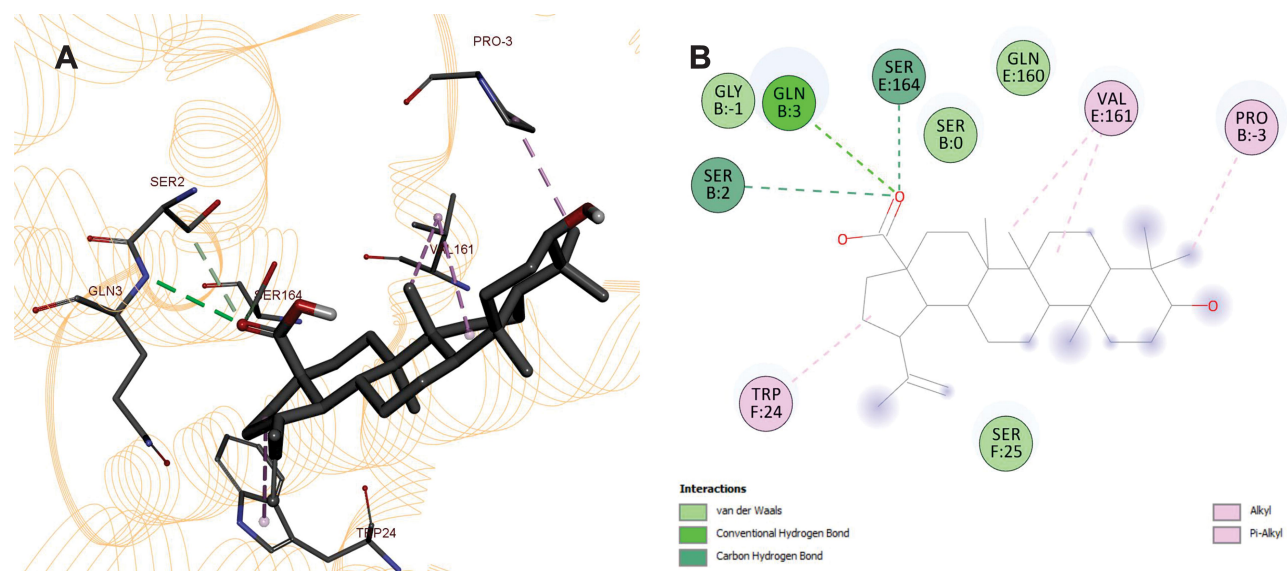 A
PRO-3
SER2
VAL161
GLN3
SER164
TRP24
B
GLY
B:-1
GLN
B:3
SER
E:164
SER
B:0
GLN
E:160
VAL
E:161
PRO
B:-3
SER
B:2
O
O
O
TRP
F:24
SER
F:25
Interactions
van der Waals
Conventional Hydrogen Bond
Carbon Hydrogen Bond
Alkyl
Pi-Alkyl